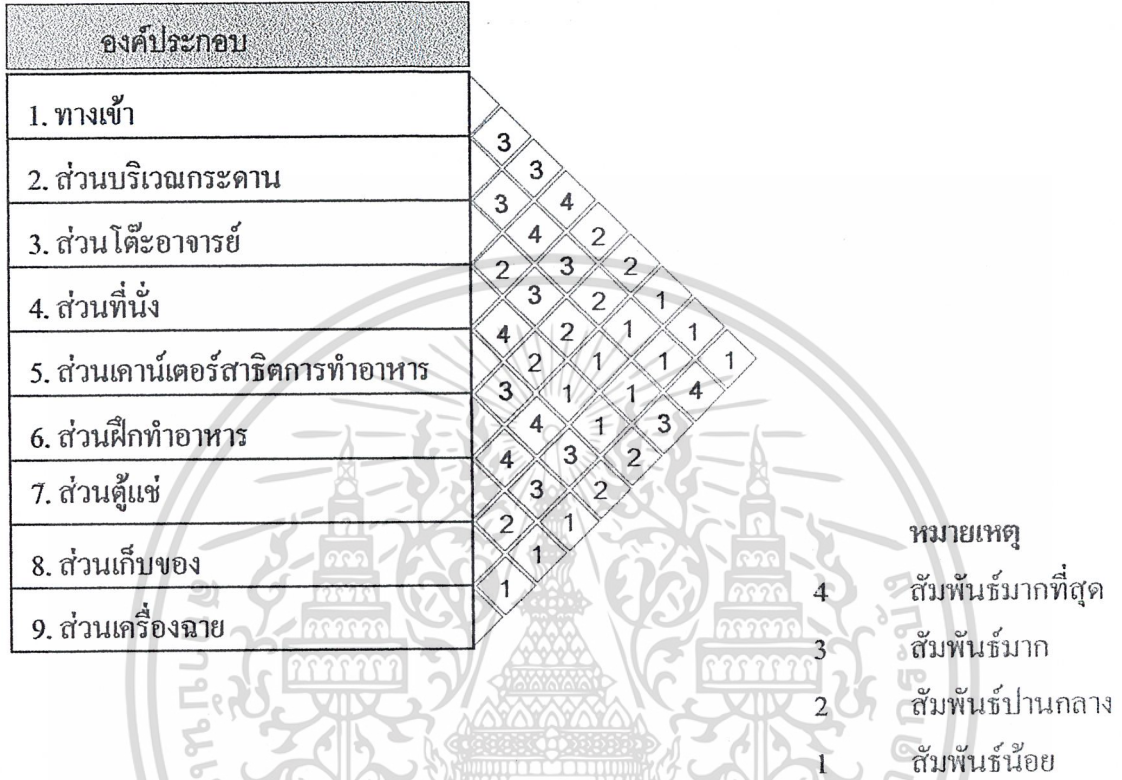 องค์ประกอบ
1. ทางเข้า
3
3
2. ส่วนบริเวณกระดาน
3 4
3. ส่วนโต๊ะอาจารย์
4 2
2 3 2
4. ส่วนที่นั่ง
3 2 1
4 2 1 1
5. ส่วนเคาน์เตอร์สาธิตการทำอาหาร
2 1 1 1
3 1 1 4
6. ส่วนฝึกทำอาหาร
4 1 3
4 3 2
7. ส่วนตู้แช่
3 2
2 1
8. ส่วนเก็บของ
1
1
9. ส่วนเครื่องฉาย
หมายเหตุ
4 สัมพันธ์มากที่สุด
3 สัมพันธ์มาก
2 สัมพันธ์ปานกลาง
1 สัมพันธ์น้อย